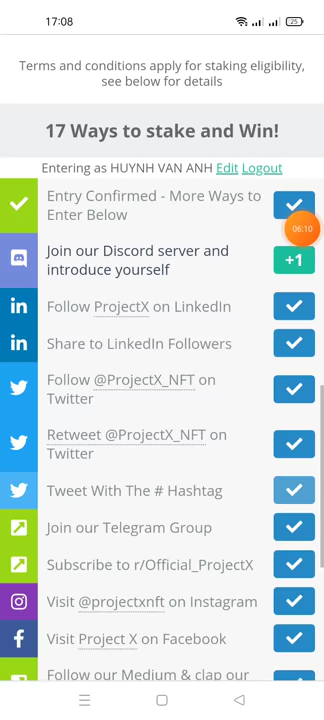 17:08
25
Terms and conditions apply for staking eligibility,
see below for details
17 Ways to stake and Win!
Entering as HUYNH VAN ANH Edit Logout
Entry Confirmed - More Ways to
Enter Below
06:10
Join our Discord server and
introduce yourself
+1
Follow ProjectX on LinkedIn
Share to LinkedIn Followers
Follow @ProjectX_NFT on
Twitter
Retweet @ProjectX_NFT on
Twitter
Tweet With The # Hashtag
Join our Telegram Group
Subscribe to r/Official_ProjectX
Visit @projectxnft on Instagram
Visit Project X on Facebook
Follow our Medium & clap our